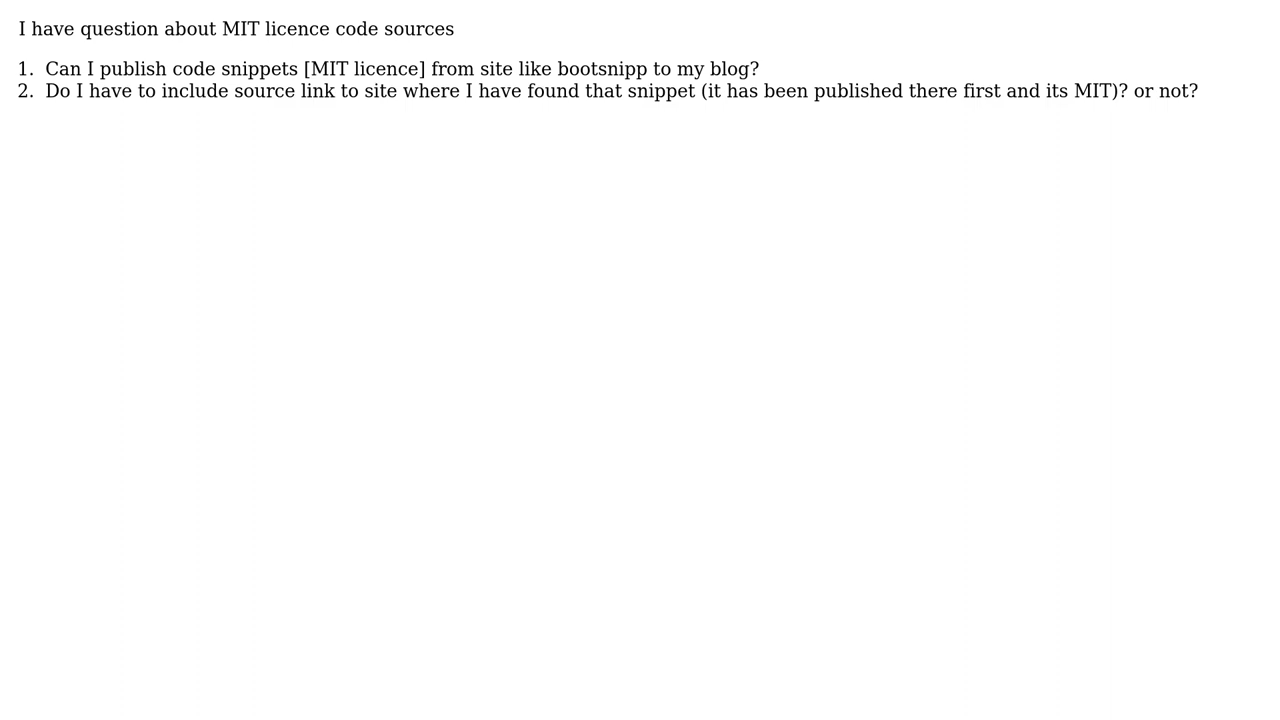 I have question about MIT licence code sources
1. Can I publish code snippets [MIT licence] from site like bootsnipp to my blog?
2. Do I have to include source link to site where I have found that snippet (it has been published there first and its MIT)? or not?